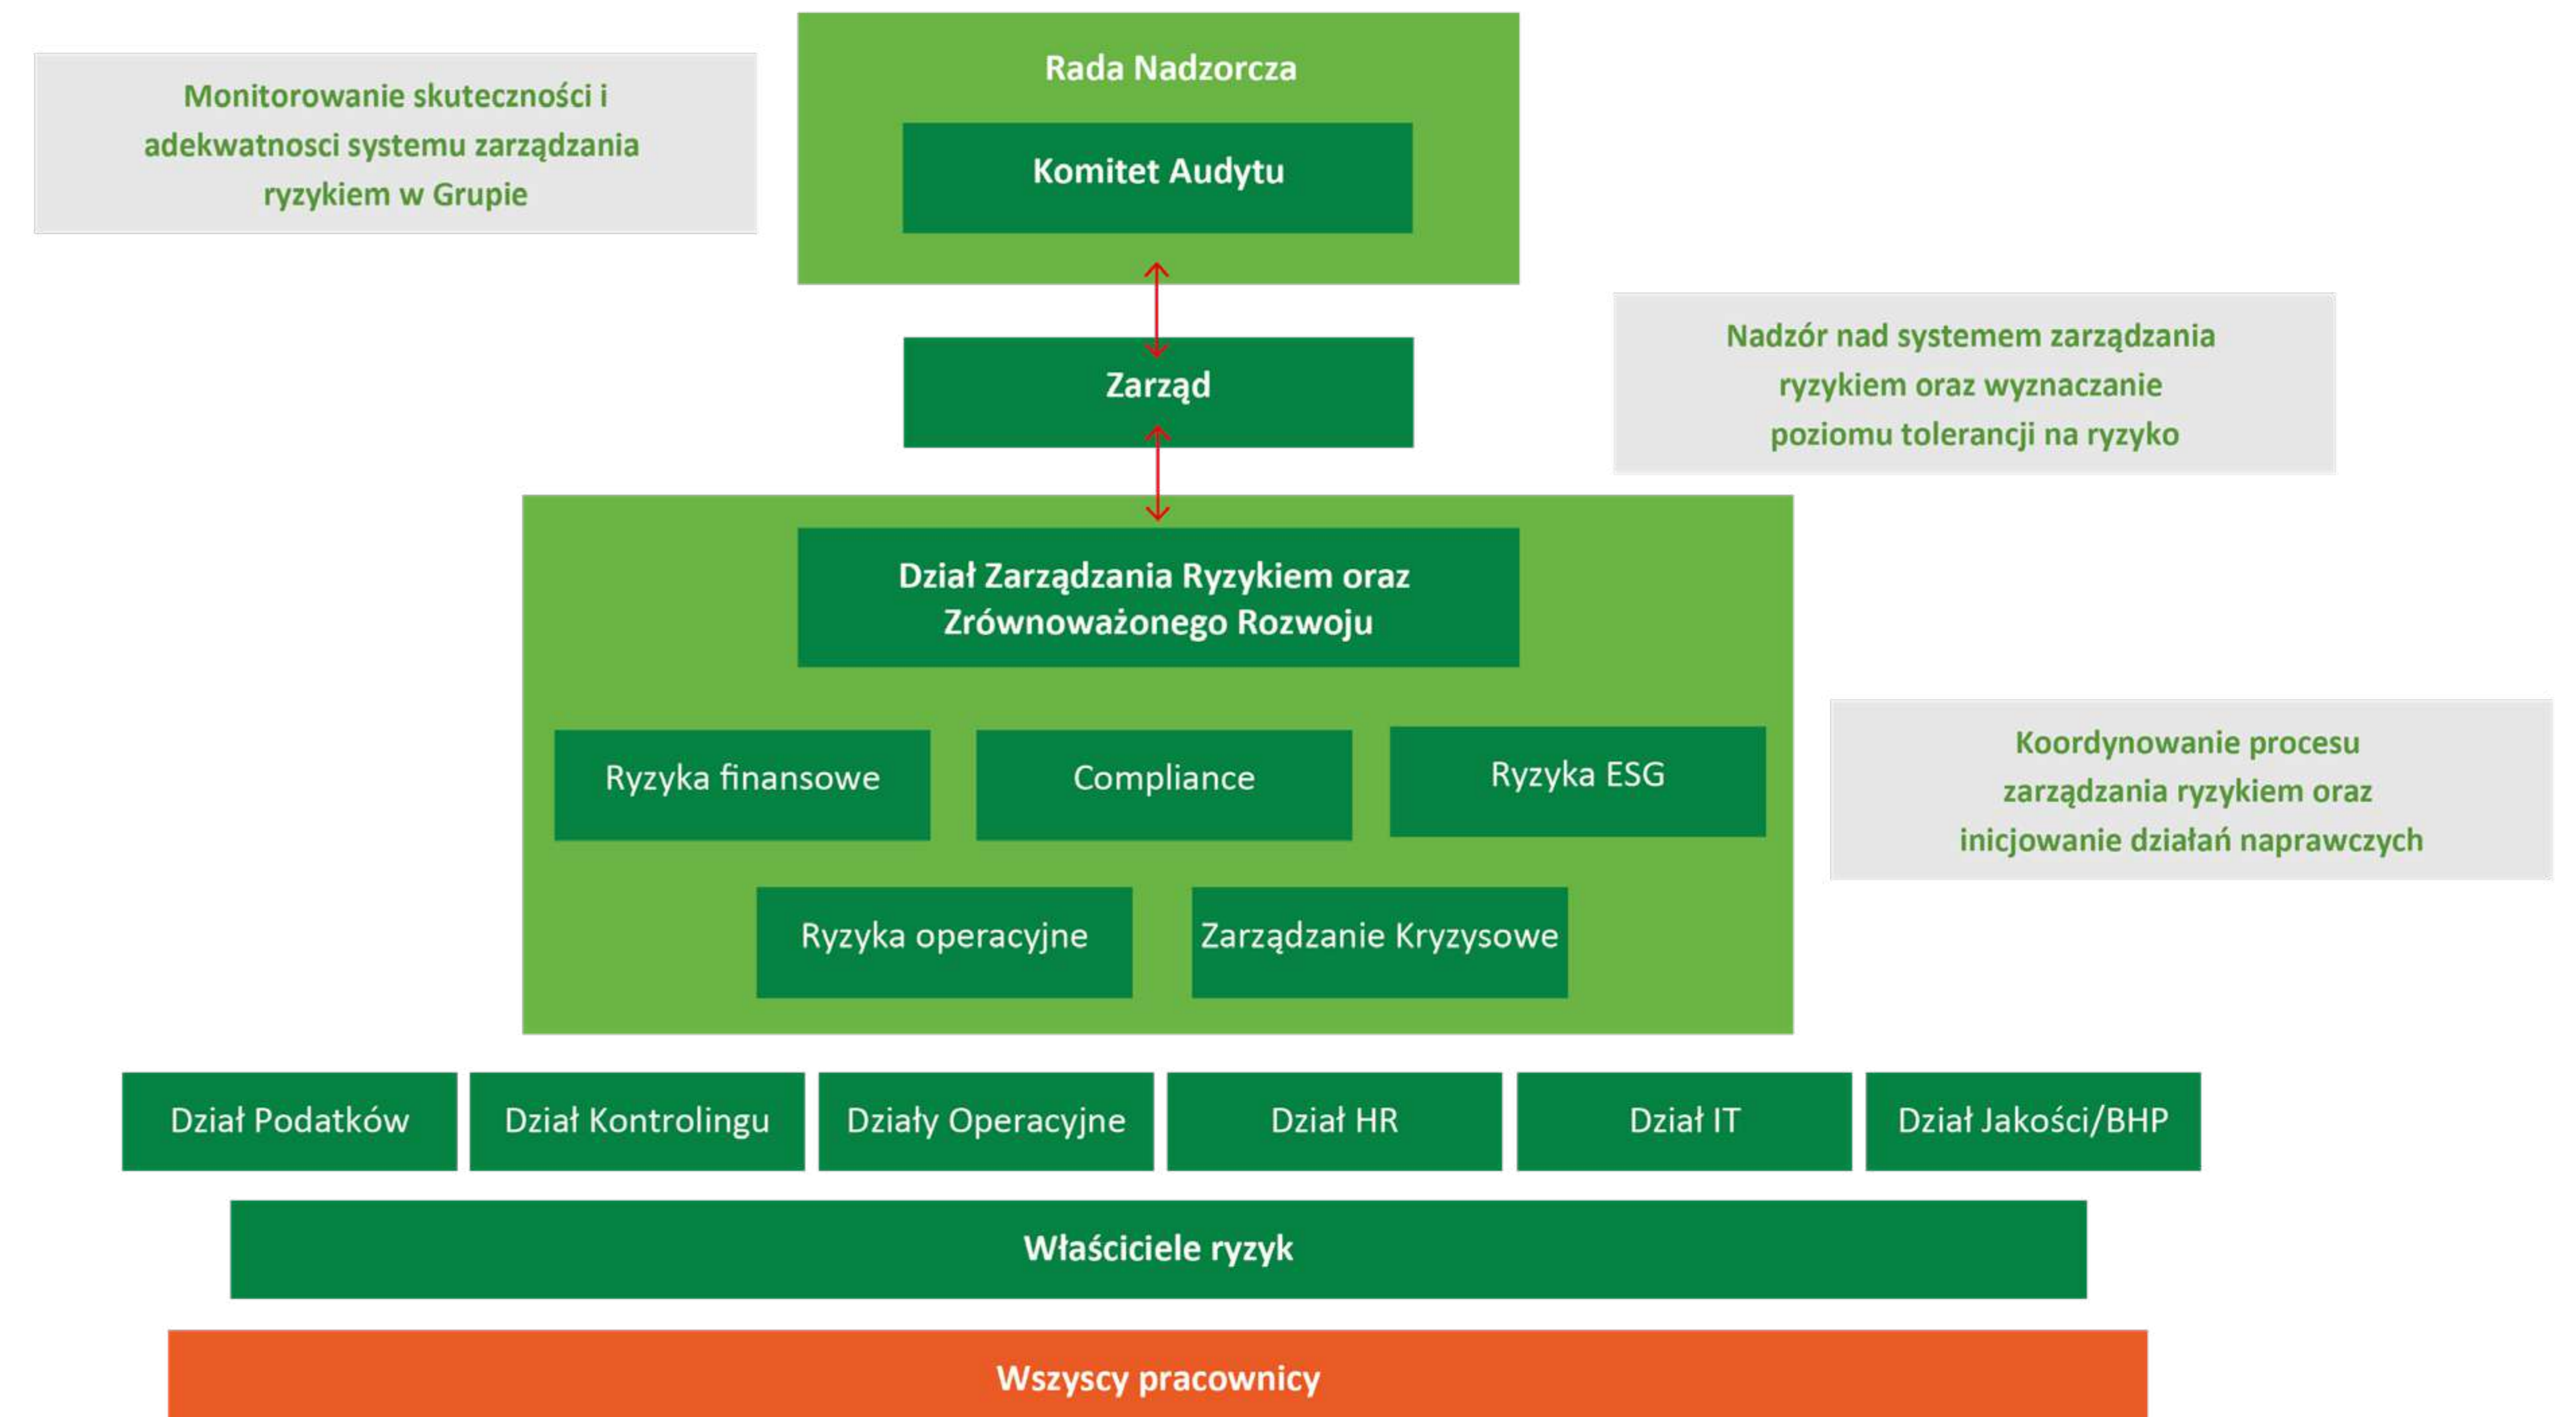 Monitorowanie skuteczności i
adekwatnosci systemu zarządzania
ryzykiem w Grupie
Rada Nadzorcza
Komitet Audytu
Zarząd
Nadzór nad systemem zarządzania
ryzykiem oraz wyznaczanie
poziomu tolerancji na ryzyko
Dział Zarządzania Ryzykiem oraz
Zrównoważonego Rozwoju
Ryzyka finansowe
Compliance
Ryzyka ESG
Ryzyka operacyjne
Zarządzanie Kryzysowe
Koordynowanie procesu
zarządzania ryzykiem oraz
inicjowanie działań naprawczych
Dział Podatków
Dział Kontrolingu
Działy Operacyjne
Dział HR
Dział IT
Dział Jakości/BHP
Właściciele ryzyk
Wszyscy pracownicy